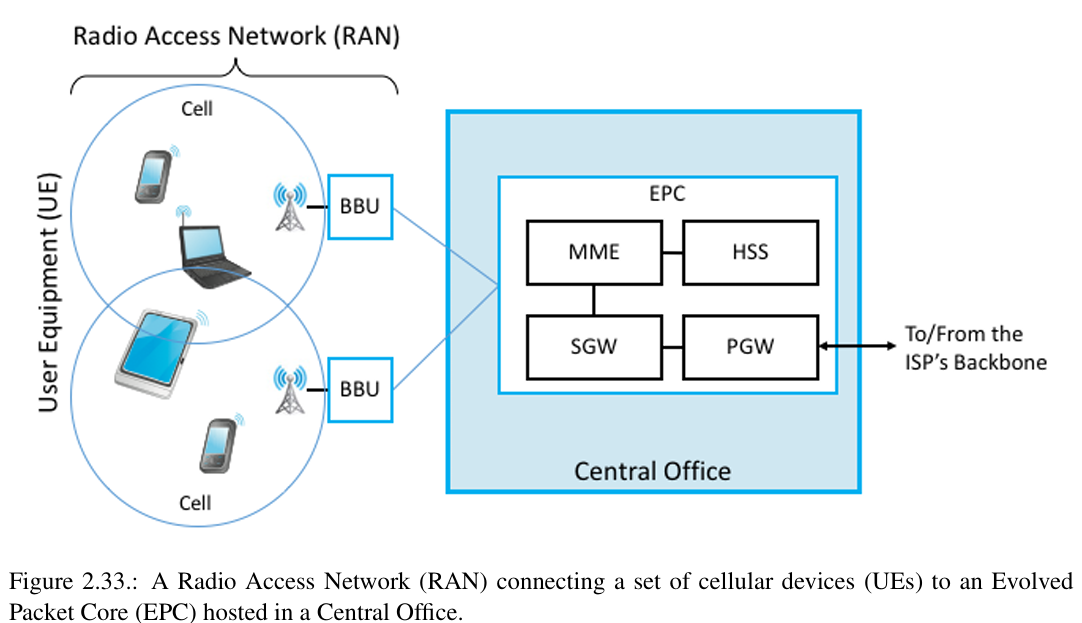 Radio Access Network (RAN)
Cell
User Equipment (UE)
BBU
BBU
Cell
EPC
MME
HSS
SGW
PGW
Central Office
To/From the
ISP's Backbone
Figure 2.33.: A Radio Access Network (RAN) connecting a set of cellular devices (UEs) to an Evolved
Packet Core (EPC) hosted in a Central Office.